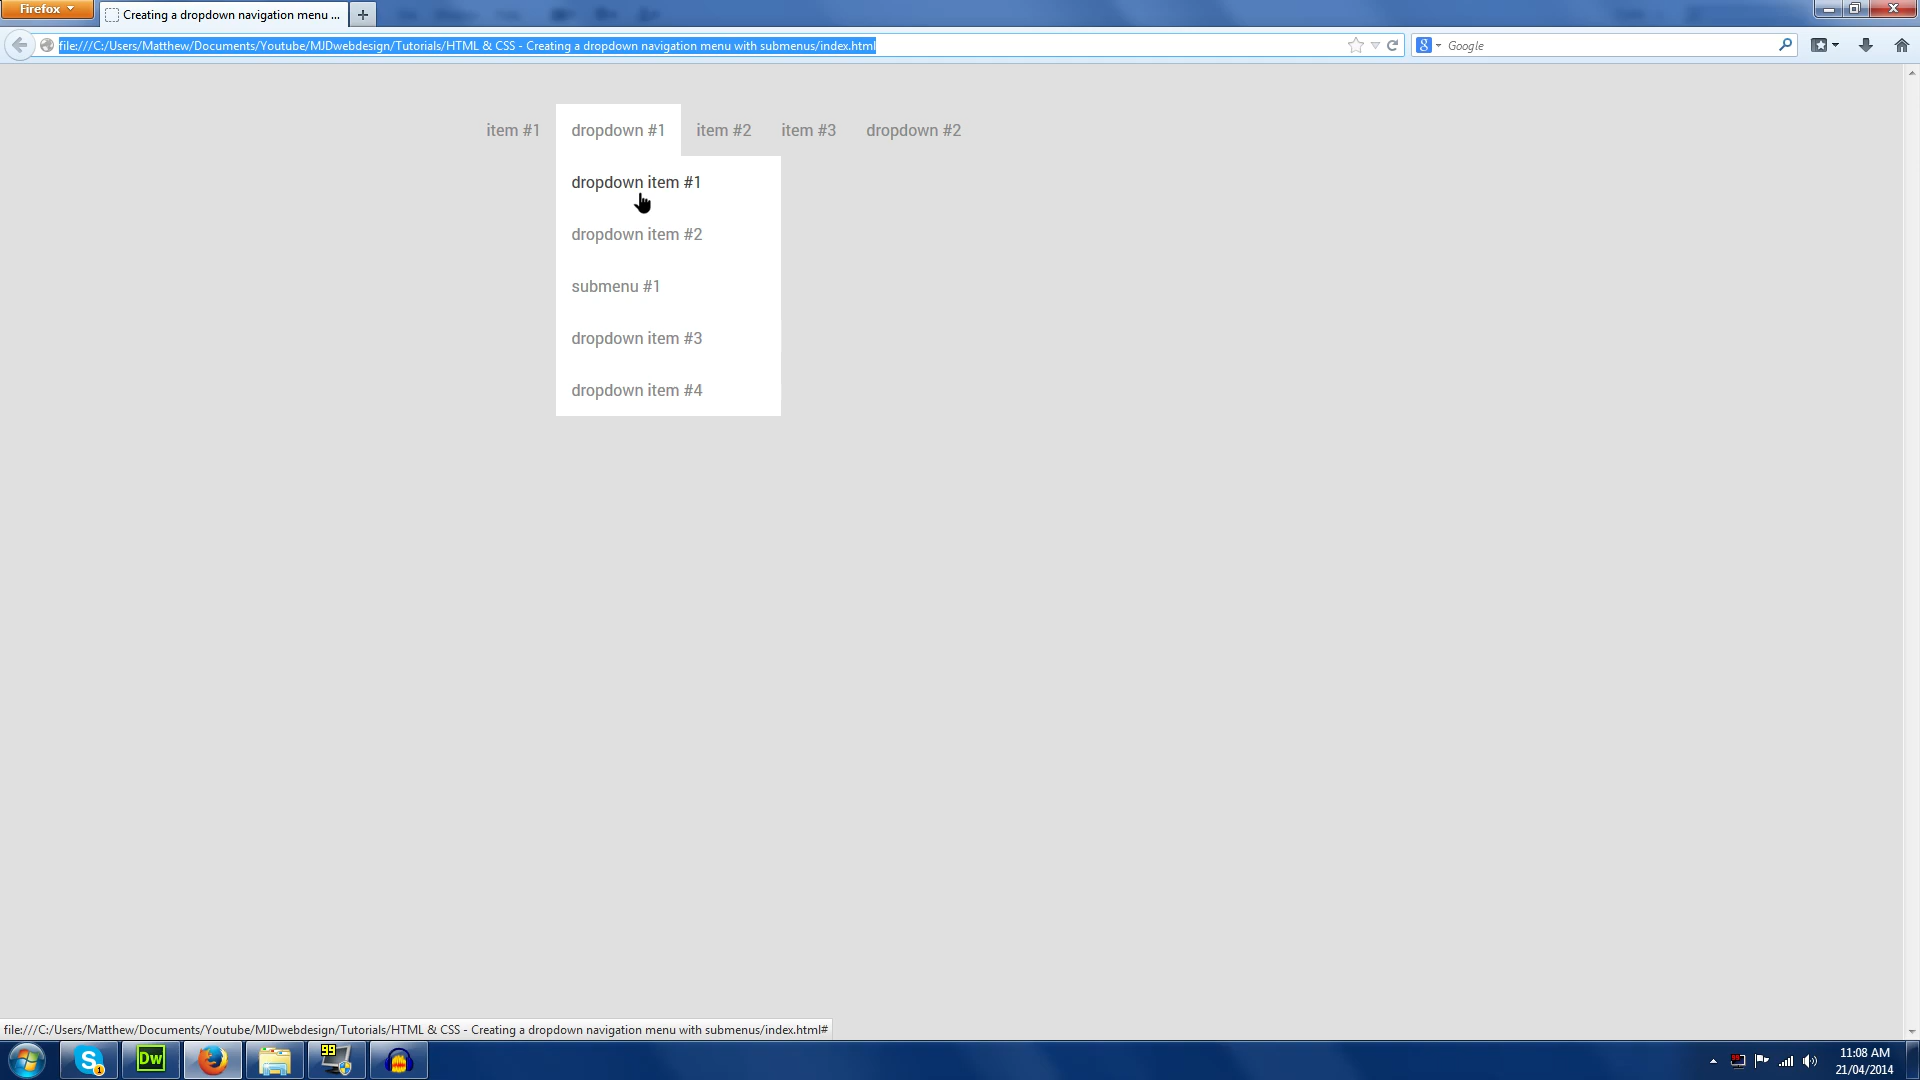 Firefox
Creating a dropdown navigation menu ...
file:///C:/Users/Matthew/Documents/Youtube/MJDwebdesign/Tutorials/HTML & CSS - Creating a dropdown navigation menu with submenus/index.html
8
Google
item #1
dropdown #1
item #2
item #3
dropdown #2
dropdown item #1
dropdown item #2
submenu #1
dropdown item #3
dropdown item #4
file:///C:/Users/Matthew/Documents/Youtube/MJDwebdesign/Tutorials/HTML & CSS - Creating a dropdown navigation menu with submenus/index.html#
S
1
Dw
99
11:08 AM
21/04/2014